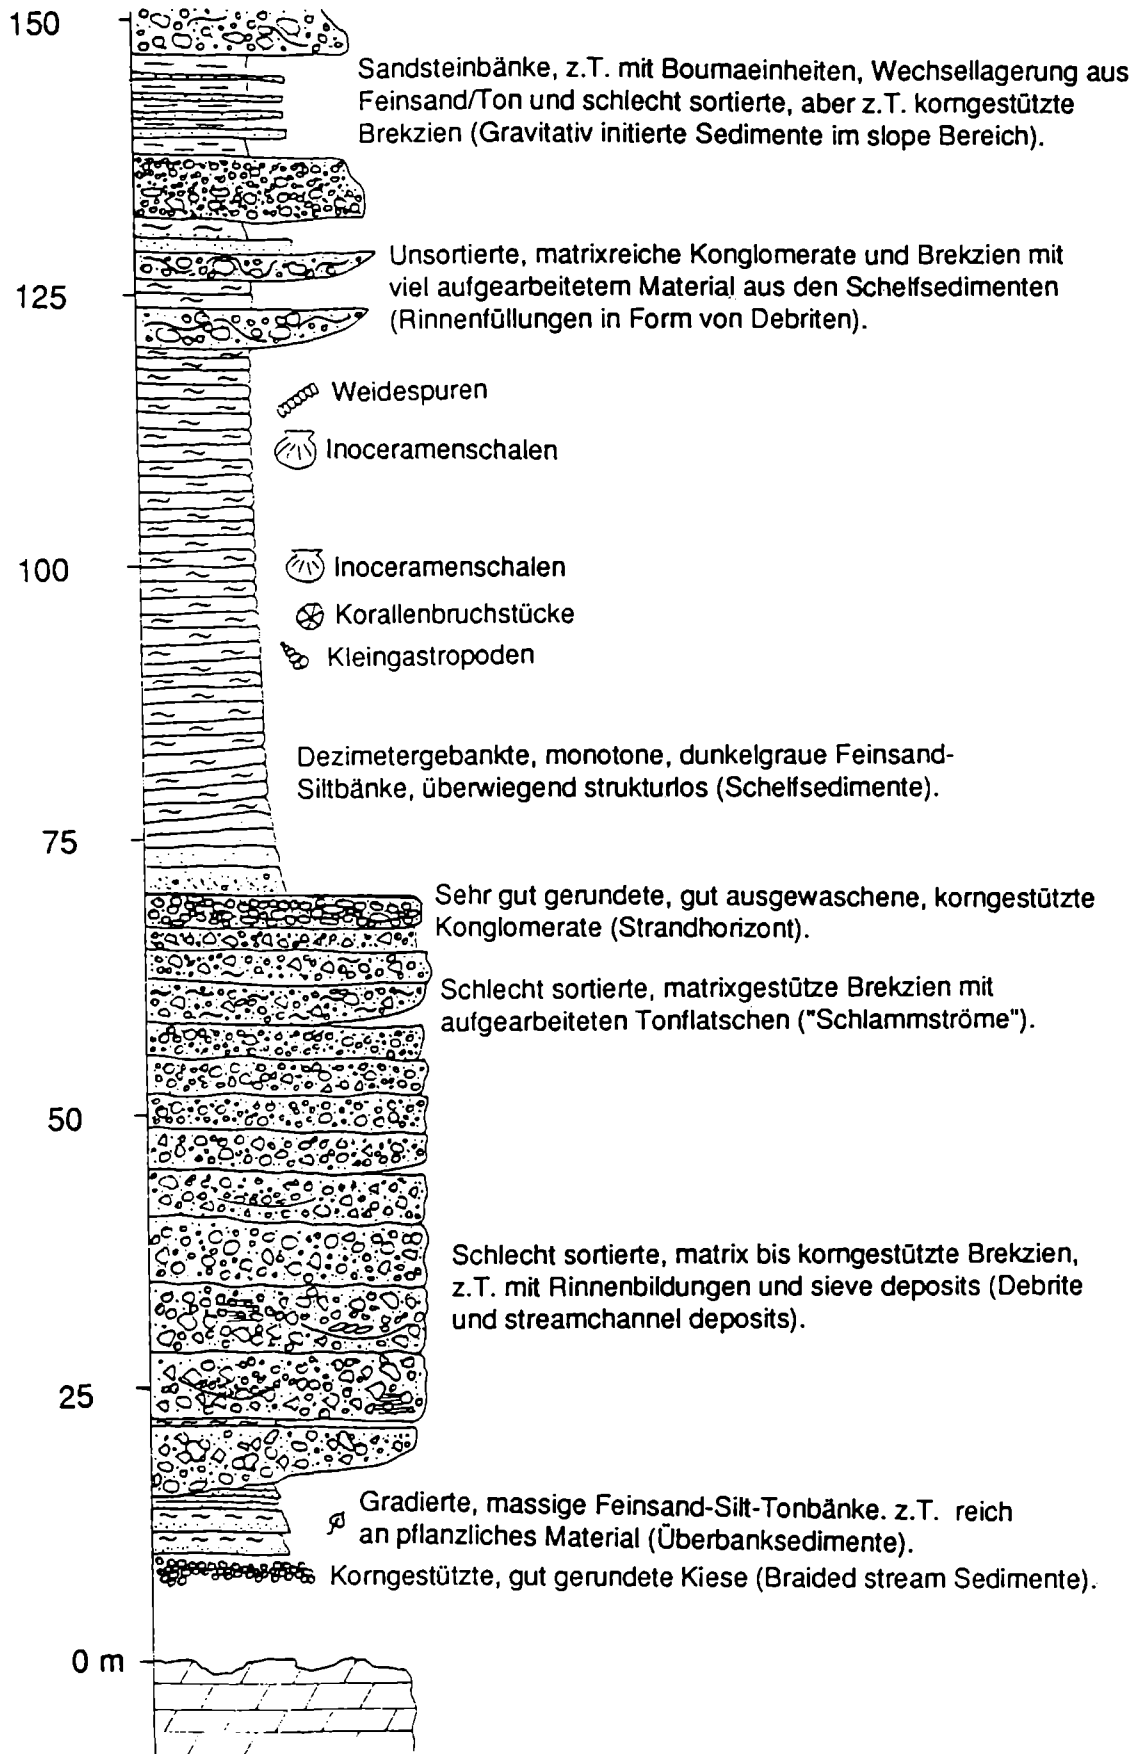 150
Sandsteinbänke, z.T. mit Boumaeinheiten, Wechsellagerung aus
Feinsand/Ton und schlecht sortierte, aber z.T. korngestützte
Brekzien (Gravitativ initierte Sedimente im slope Bereich).
Unsortierte, matrixreiche Konglomerate und Brekzien mit
125
viel aufgearbeitetem Material aus den Schelfsedimenten
(Rinnenfüllungen in Form von Debriten).
Weidespuren
Inoceramenschalen
100
Inoceramenschalen
Korallenbruchstücke
Kleingastropoden
Dezimetergebankte, monotone, dunkelgraue Feinsand-
Siltbänke, überwiegend strukturlos (Schelfsedimente).
75
Sehr gut gerundete, gut ausgewaschene, korngestützte
Konglomerate (Strandhorizont).
Schlecht sortierte, matrixgestütze Brekzien mit
aufgearbeiteten Tonflatschen ("Schlammströme").
50
Schlecht sortierte, matrix bis korngestützte Brekzien,
z.T. mit Rinnenbildungen und sieve deposits (Debrite
und streamchannel deposits).
25
Gradierte, massige Feinsand-Silt-Tonbänke. z.T. reich
an pflanzliches Material (Überbanksedimente).
Korngestützte, gut gerundete Kiese (Braided stream Sedimente).
0 m